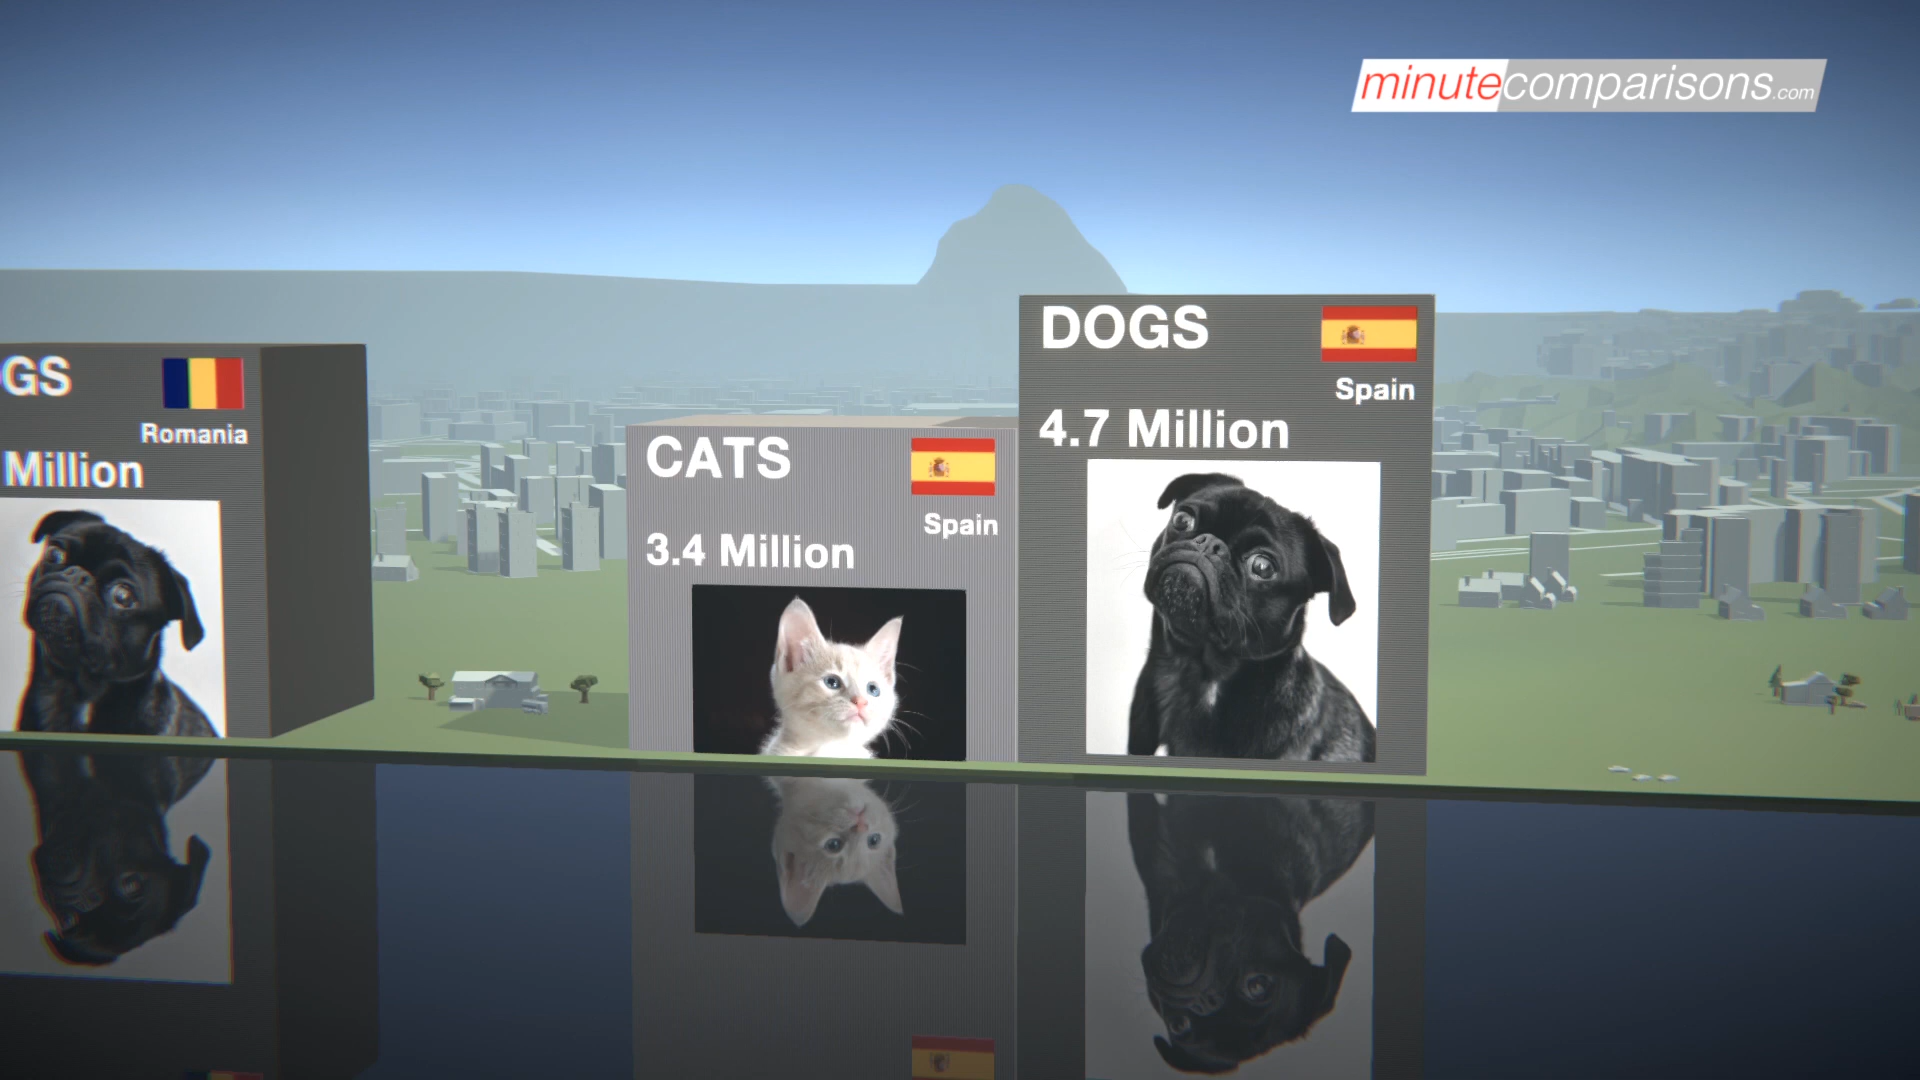 minutecomparisons.com
GS
Romania
Million
CATS
Spain
3.4 Million
DOGS
Spain
4.7 Million